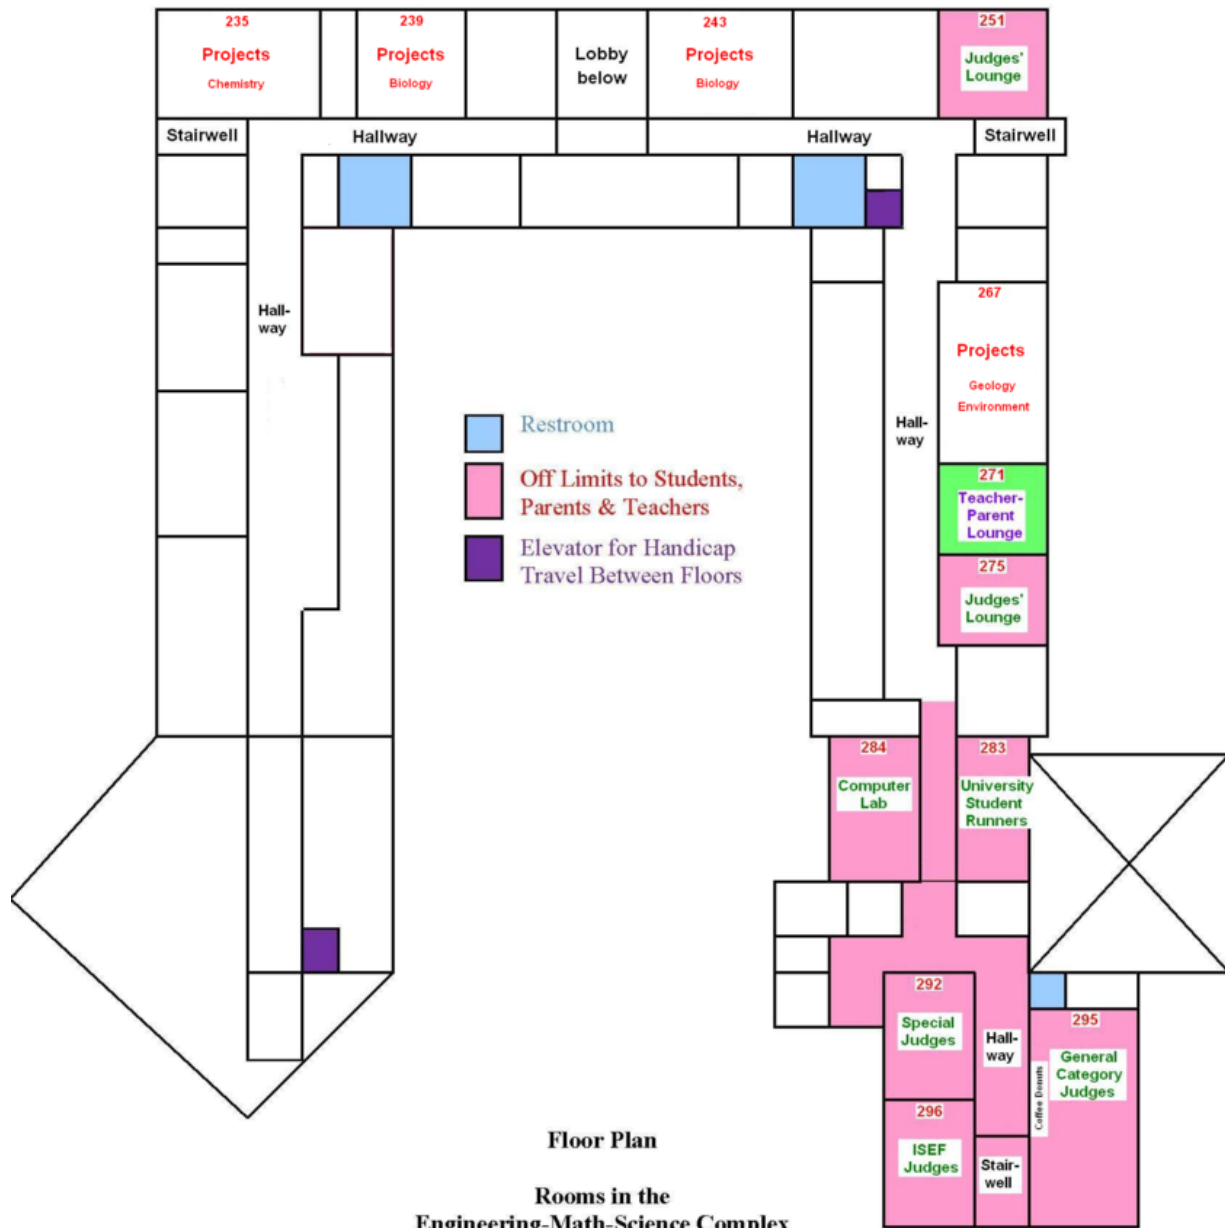 235
Projects
Chemistry
239
Projects
Biology
Lobby
below
243
Projects
Biology
251
Judges'
Lounge
Stairwell
Hallway
Hallway
Stairwell
Hall-
way
267
Projects
Geology
Environment
Hall-
way
Restroom
Off Limits to Students,
Parents & Teachers
Elevator for Handicap
Travel Between Floors
271
Teacher-
Parent
Lounge
275
Judges'
Lounge
284
Computer
Lab
283
University
Student
Runners
292
Special
Judges
Hall-
way
295
General
Category
Judges
Coffee Donuts
296
ISEF
Judges
Stair-
well
Floor Plan
Rooms in the
Engineering-Math-Science Complex